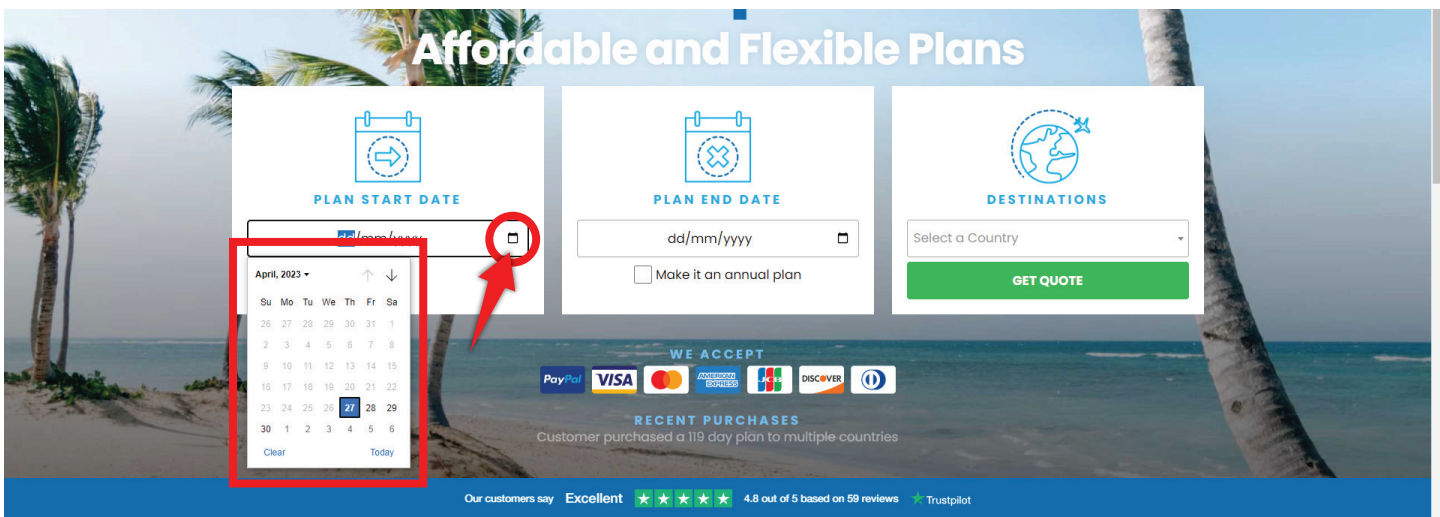 Affordable and Flexible Plans
PLAN START DATE
dd/mm/yyyy
April, 2023
Su Mo Tu We Th Fr Sa
26 27 28 29 30 31 1
2 3 4 5 6 7 8
9 10 11 12 13 14 15
16 17 18 19 20 21 22
23 24 25 26 27 28 29
30 1 2 3 4 5 6
Clear Today
PLAN END DATE
dd/mm/yyyy
Make it an annual plan
DESTINATIONS
Select a Country
GET QUOTE
WE ACCEPT
PayPal VISA AMERICAN EXPRESS JCB DISCOVER
RECENT PURCHASES
Customer purchased a 119 day plan to multiple countries
Our customers say Excellent 4.8 out of 5 based on 59 reviews Trustpilot